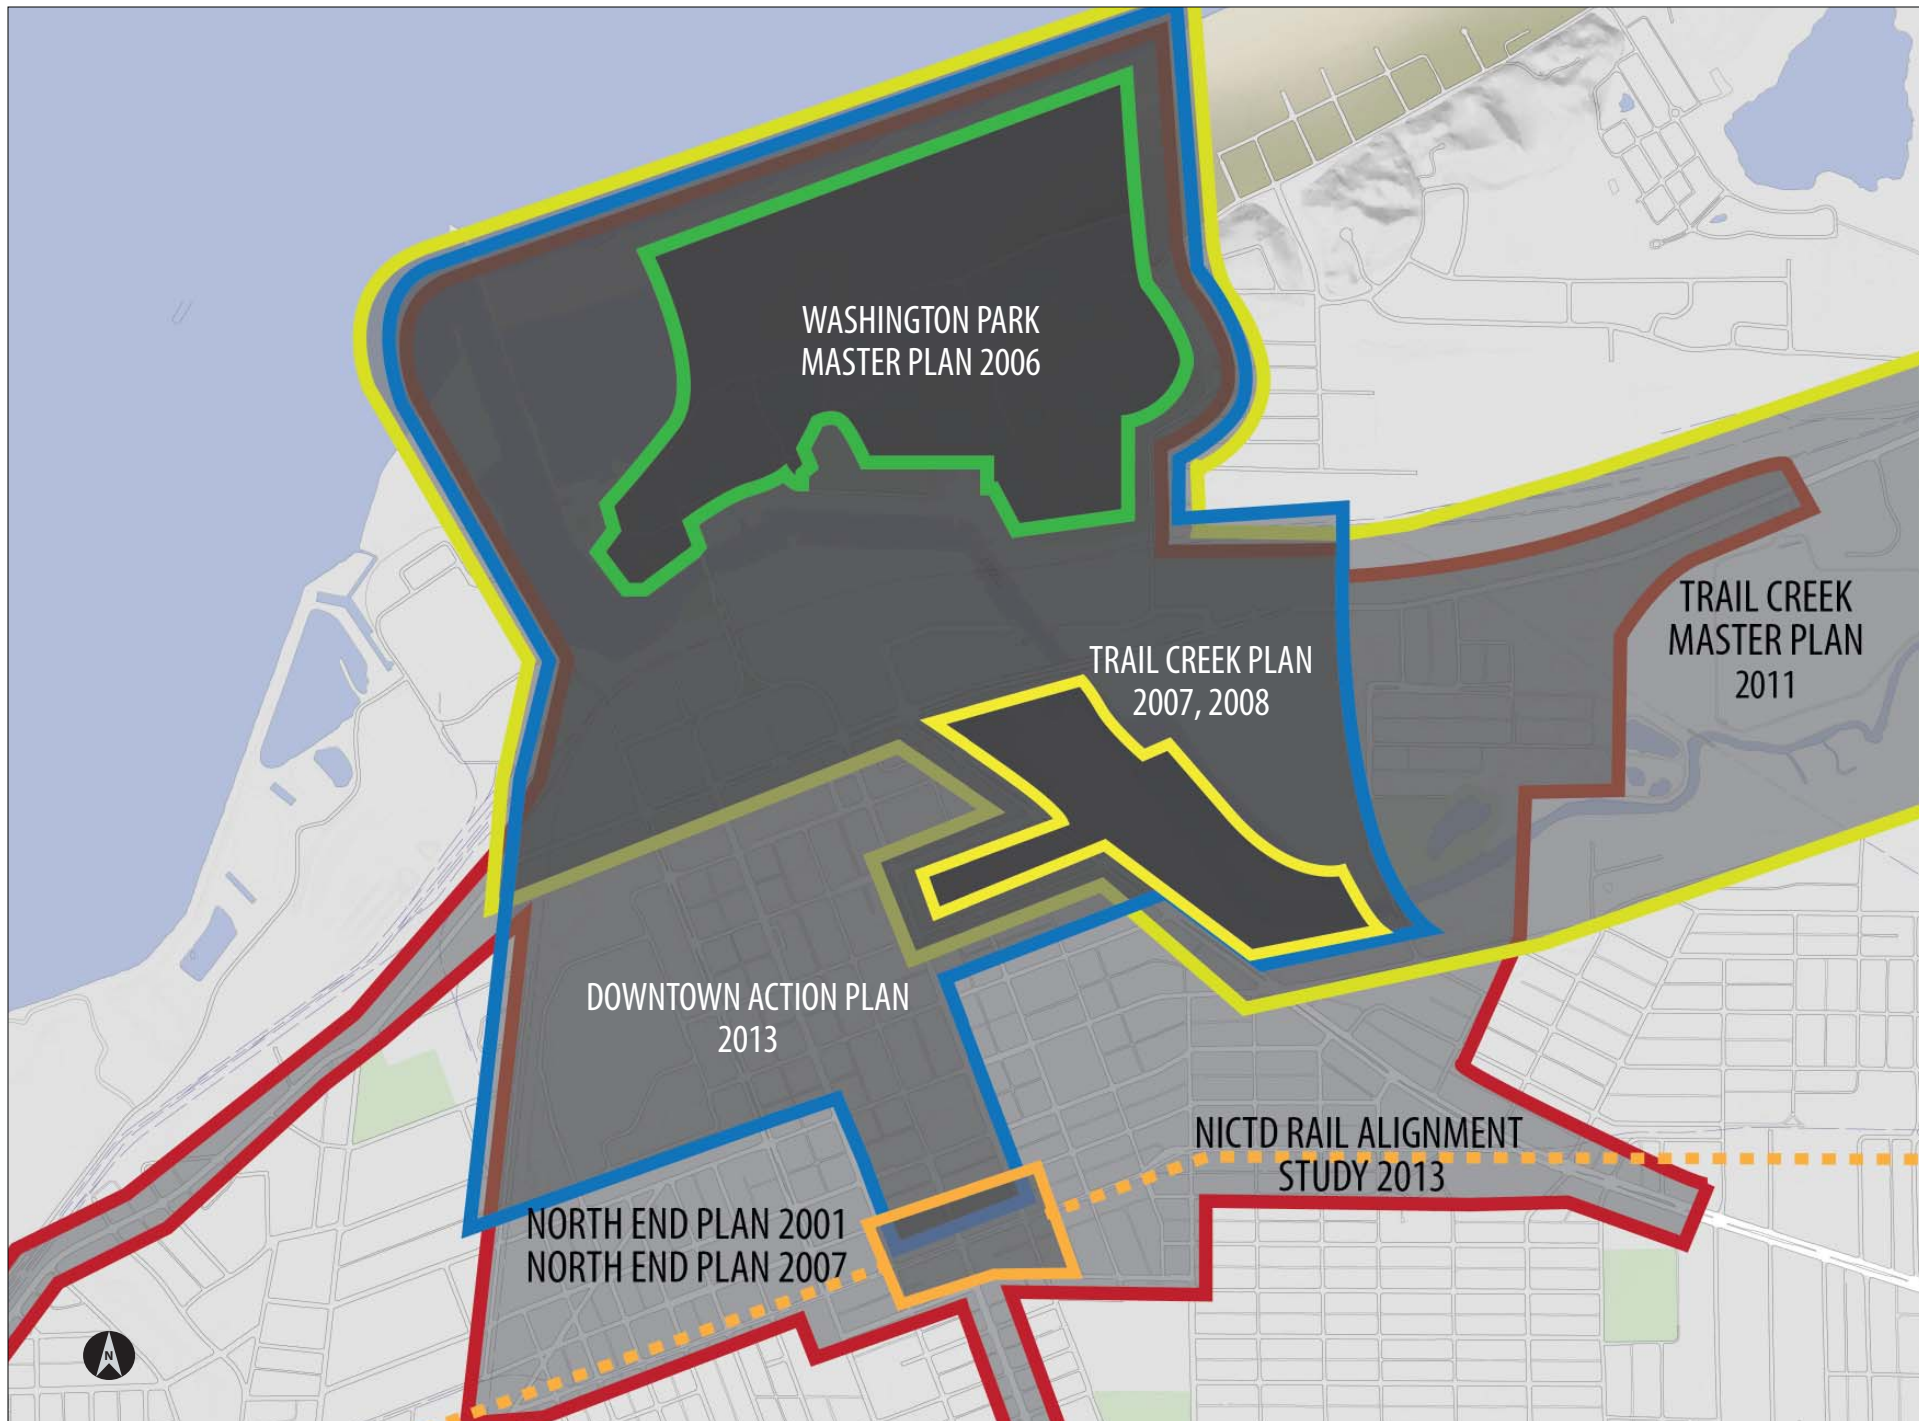 WASHINGTON PARK
MASTER PLAN 2006
TRAIL CREEK
MASTER PLAN
2011
TRAIL CREEK PLAN
2007, 2008
DOWNTOWN ACTION PLAN
2013
NICTD RAIL ALIGNMENT
STUDY 2013
NORTH END PLAN 2001
NORTH END PLAN 2007
N